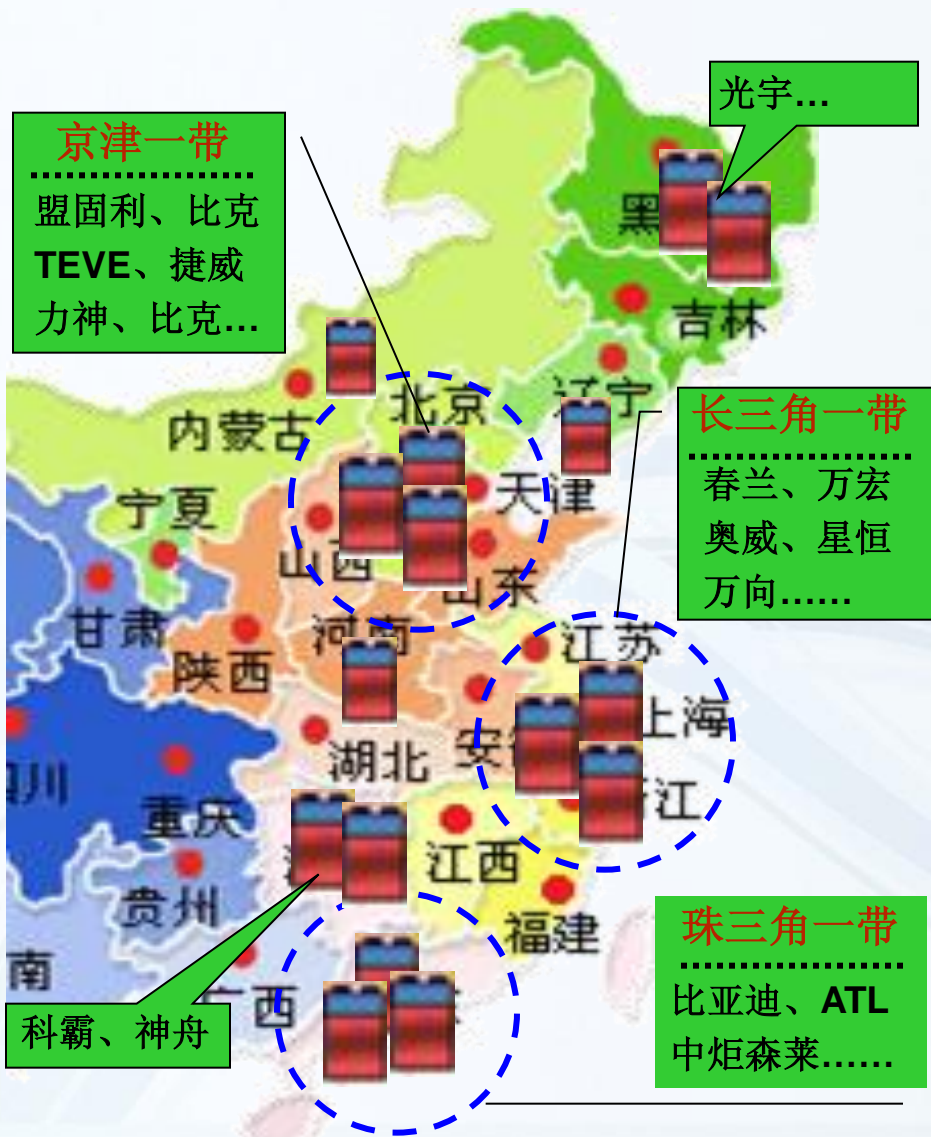 光宇...
京津一带
盟固利、比克
TEVE、捷威
力神、比克...
黑
吉林
辽宁
北京
内蒙古
长三角一带
春兰、万宏
奥威、星恒
万向......
天津
宁夏
山西
山东
甘肃
河南
江苏
陕西
上海
湖北
安
川
江
重庆
江西
贵州
福建
南
广西
科霸、神舟
珠三角一带
比亚迪、ATL
中炬森莱......